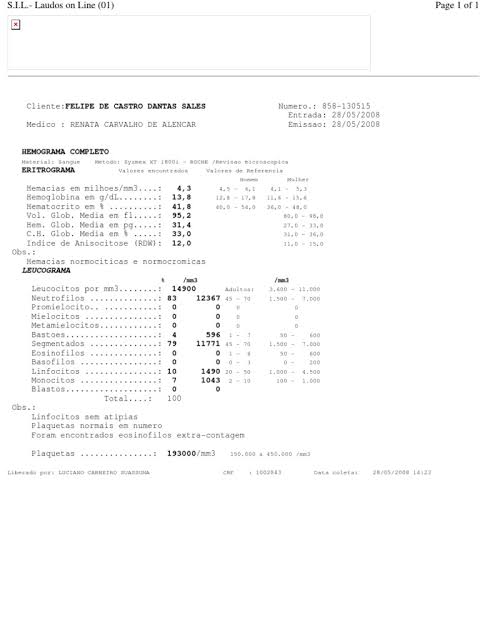 S.I.L.- Laudos on Line (01) Page 1 of 1
Cliente:FELIPE DE CASTRO DANTAS SALES Numero.: 858-130515
Entrada: 28/05/2008
Medico : RENATA CARVALHO DE ALENCAR Emissao: 28/05/2008
HEMOGRAMA COMPLETO
Material: Sangue Metodo: Sysmex XT 1800i - ROCHE /Revisao microscopica
ERITROGRAMA Valores encontrados Valores de Referencia
Homem Mulher
Hemacias em milhoes/mm3....: 4,3 4,5 - 6,1 4,1 - 5,3
Hemoglobina em g/dL........: 13,8 12,8 - 17,8 11,6 - 15,6
Hematocrito em % ..........: 41,8 40,0 - 54,0 36,0 - 48,0
Vol. Glob. Media em fl.....: 95,2 80,0 - 98,0
Hem. Glob. Media em pg.....: 31,4 27,0 - 33,0
C.H. Glob. Media em % .....: 33,0 31,0 - 36,0
Indice de Anisocitose (RDW): 12,0 11,0 - 15,0
Obs.:
Hemacias normociticas e normocromicas
LEUCOGRAMA
% /mm3 /mm3
Leucocitos por mm3........: 14900 Adultos: 3.600 - 11.000
Neutrofilos ..............: 83 12367 45 - 70 1.500 - 7.000
Promielocito.. ...........: 0 0 0 0
Mielocitos ...............: 0 0 0 0
Metamielocitos............: 0 0 0 0
Bastoes...................: 4 596 1 - 7 50 - 600
Segmentados ..............: 79 11771 45 - 70 1.500 - 7.000
Eosinofilos ..............: 0 0 1 - 6 50 - 600
Basofilos ................: 0 0 0 - 3 0 - 200
Linfocitos ...............: 10 1490 20 - 50 1.000 - 4.500
Monocitos ................: 7 1043 2 - 10 100 - 1.000
Blastos...................: 0 0
Total....: 100
Obs.:
Linfocitos sem atipias
Plaquetas normais em numero
Foram encontrados eosinofilos extra-contagem
Plaquetas ...............: 193000/mm3 150.000 a 450.000 /mm3
Liberado por: LUCIANO CARNEIRO SUASSUNA CRF : 1002843 Data coleta: 28/05/2008 14:22